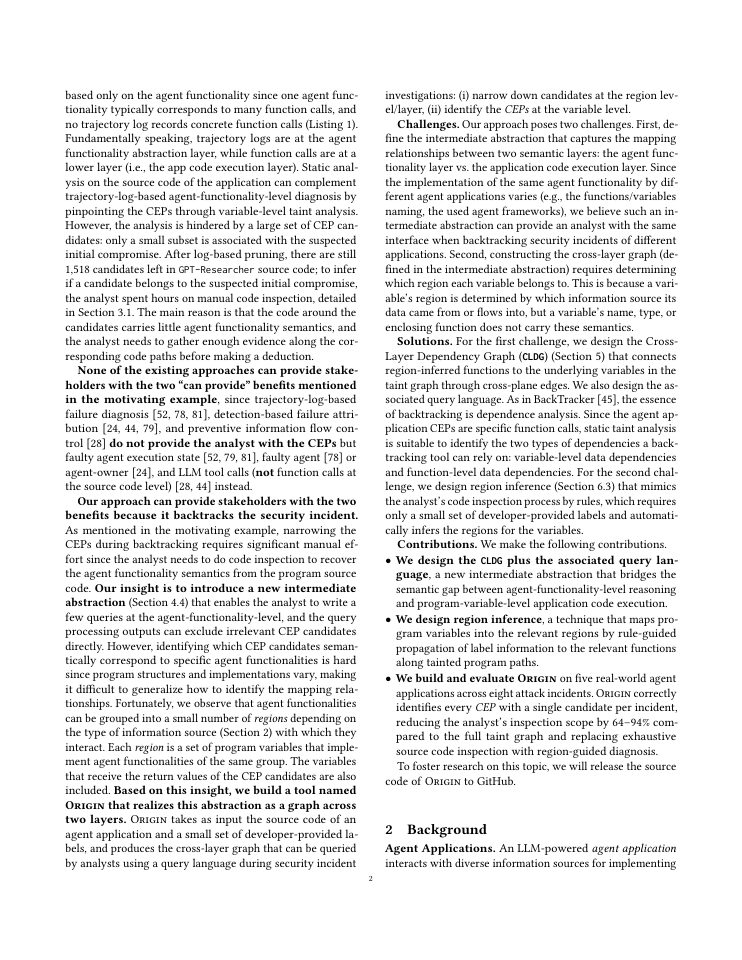 based only on the agent functionality since one agent func-
tionality typically corresponds to many function calls, and
no trajectory log records concrete function calls (Listing 1).
Fundamentally speaking, trajectory logs are at the agent
functionality abstraction layer, while function calls are at a
lower layer (i.e., the app code execution layer). Static anal-
ysis on the source code of the application can complement
trajectory-log-based agent-functionality-level diagnosis by
pinpointing the CEPs through variable-level taint analysis.
However, the analysis is hindered by a large set of CEP can-
didates: only a small subset is associated with the suspected
initial compromise. After log-based pruning, there are still
1,518 candidates left in GPT-Researcher source code; to infer
if a candidate belongs to the suspected initial compromise,
the analyst spent hours on manual code inspection, detailed
in Section 3.1. The main reason is that the code around the
candidates carries little agent functionality semantics, and
the analyst needs to gather enough evidence along the cor-
responding code paths before making a deduction.
None of the existing approaches can provide stake-
holders with the two “can provide” benefits mentioned
in the motivating example, since trajectory-log-based
failure diagnosis [52, 78, 81], detection-based failure attri-
bution [24, 44, 79], and preventive information flow con-
trol [28] do not provide the analyst with the CEPs but
faulty agent execution state [52, 79, 81], faulty agent [78] or
agent-owner [24], and LLM tool calls (not function calls at
the source code level) [28, 44] instead.
Our approach can provide stakeholders with the two
benefits because it backtracks the security incident.
As mentioned in the motivating example, narrowing the
CEPs during backtracking requires significant manual ef-
fort since the analyst needs to do code inspection to recover
the agent functionality semantics from the program source
code. Our insight is to introduce a new intermediate
abstraction (Section 4.4) that enables the analyst to write a
few queries at the agent-functionality-level, and the query
processing outputs can exclude irrelevant CEP candidates
directly. However, identifying which CEP candidates seman-
tically correspond to specific agent functionalities is hard
since program structures and implementations vary, making
it difficult to generalize how to identify the mapping rela-
tionships. Fortunately, we observe that agent functionalities
can be grouped into a small number of regions depending on
the type of information source (Section 2) with which they
interact. Each region is a set of program variables that imple-
ment agent functionalities of the same group. The variables
that receive the return values of the CEP candidates are also
included. Based on this insight, we build a tool named
ORIGIN that realizes this abstraction as a graph across
two layers. ORIGIN takes as input the source code of an
agent application and a small set of developer-provided la-
bels, and produces the cross-layer graph that can be queried
by analysts using a query language during security incident
investigations: (i) narrow down candidates at the region lev-
el/layer, (ii) identify the CEPs at the variable level.
Challenges. Our approach poses two challenges. First, de-
fine the intermediate abstraction that captures the mapping
relationships between two semantic layers: the agent func-
tionality layer vs. the application code execution layer. Since
the implementation of the same agent functionality by dif-
ferent agent applications varies (e.g., the functions/variables
naming, the used agent frameworks), we believe such an in-
termediate abstraction can provide an analyst with the same
interface when backtracking security incidents of different
applications. Second, constructing the cross-layer graph (de-
fined in the intermediate abstraction) requires determining
which region each variable belongs to. This is because a vari-
able’s region is determined by which information source its
data came from or flows into, but a variable’s name, type, or
enclosing function does not carry these semantics.
Solutions. For the first challenge, we design the Cross-
Layer Dependency Graph (CLDG) (Section 5) that connects
region-inferred functions to the underlying variables in the
taint graph through cross-plane edges. We also design the as-
sociated query language. As in BackTracker [45], the essence
of backtracking is dependence analysis. Since the agent ap-
plication CEPs are specific function calls, static taint analysis
is suitable to identify the two types of dependencies a back-
tracking tool can rely on: variable-level data dependencies
and function-level data dependencies. For the second chal-
lenge, we design region inference (Section 6.3) that mimics
the analyst’s code inspection process by rules, which requires
only a small set of developer-provided labels and automati-
cally infers the regions for the variables.
Contributions. We make the following contributions.
• We design the CLDG plus the associated query lan-
guage, a new intermediate abstraction that bridges the
semantic gap between agent-functionality-level reasoning
and program-variable-level application code execution.
• We design region inference, a technique that maps pro-
gram variables into the relevant regions by rule-guided
propagation of label information to the relevant functions
along tainted program paths.
• We build and evaluate ORIGIN on five real-world agent
applications across eight attack incidents. ORIGIN correctly
identifies every CEP with a single candidate per incident,
reducing the analyst’s inspection scope by 64–94% com-
pared to the full taint graph and replacing exhaustive
source code inspection with region-guided diagnosis.
To foster research on this topic, we will release the source
code of ORIGIN to GitHub.
2 Background
Agent Applications. An LLM-powered agent application
interacts with diverse information sources for implementing
2